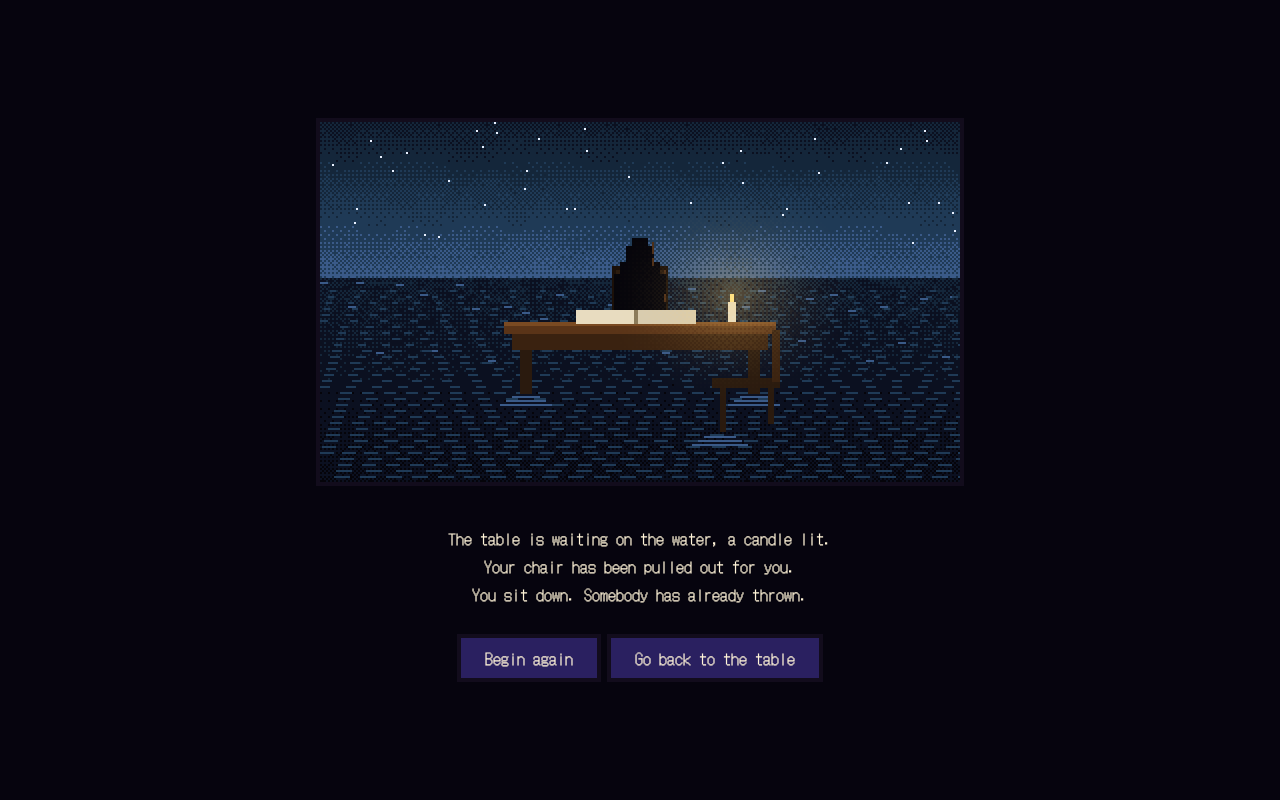 The table is waiting on the water, a candle lit.
Your chair has been pulled out for you.
You sit down. Somebody has already thrown.
Begin again
Go back to the table